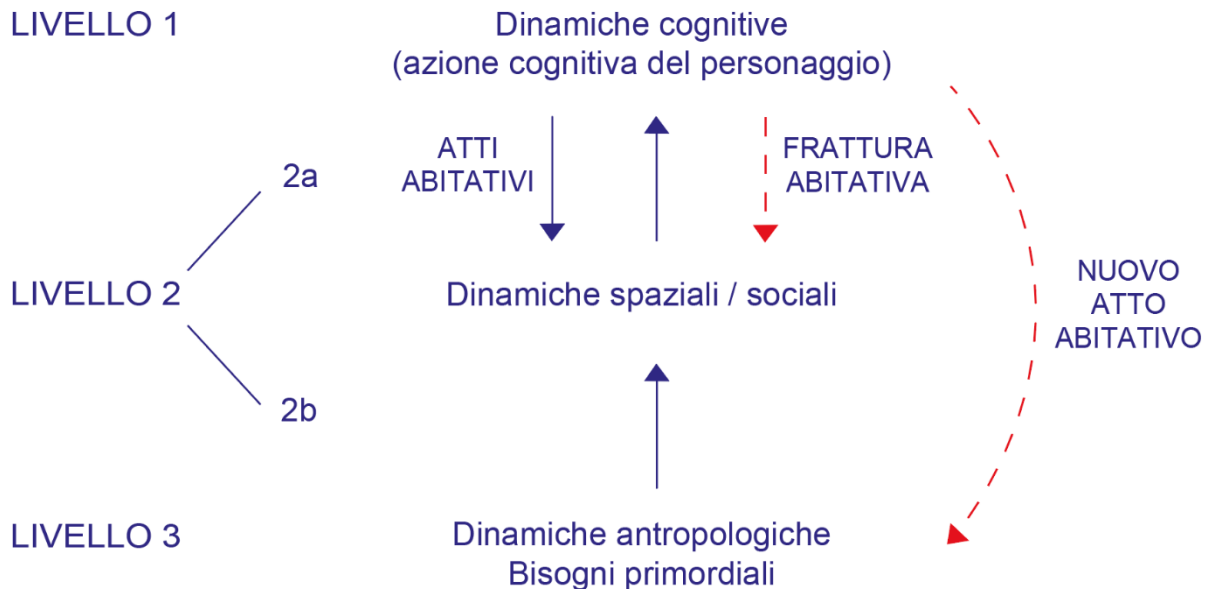 LIVELLO 1
Dinamiche cognitive
(azione cognitiva del personaggio)
ATTI
ABITATIVI
FRATTURA
ABITATIVA
2a
LIVELLO 2
Dinamiche spaziali / sociali
NUOVO
ATTO
ABITATIVO
2b
LIVELLO 3
Dinamiche antropologiche
Bisogni primordiali